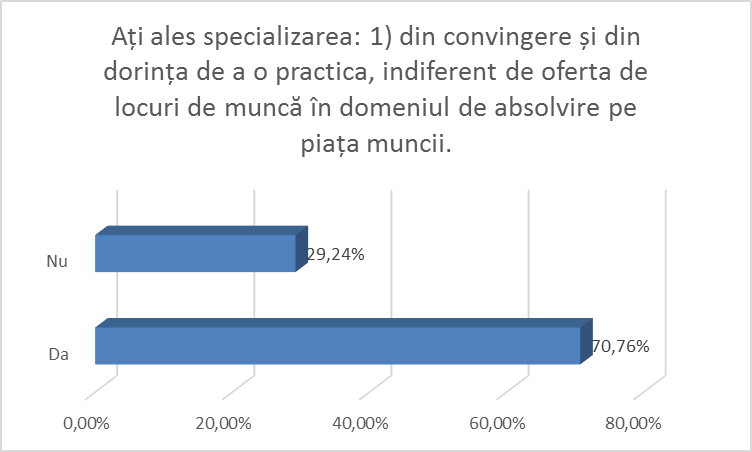 Ați ales specializarea: 1) din convingere și din
dorința de a o practica, indiferent de oferta de
locuri de muncă în domeniul de absolvire pe
piața muncii.
Nu
29,24%
Da
70,76%
0,00%
20,00%
40,00%
60,00%
80,00%